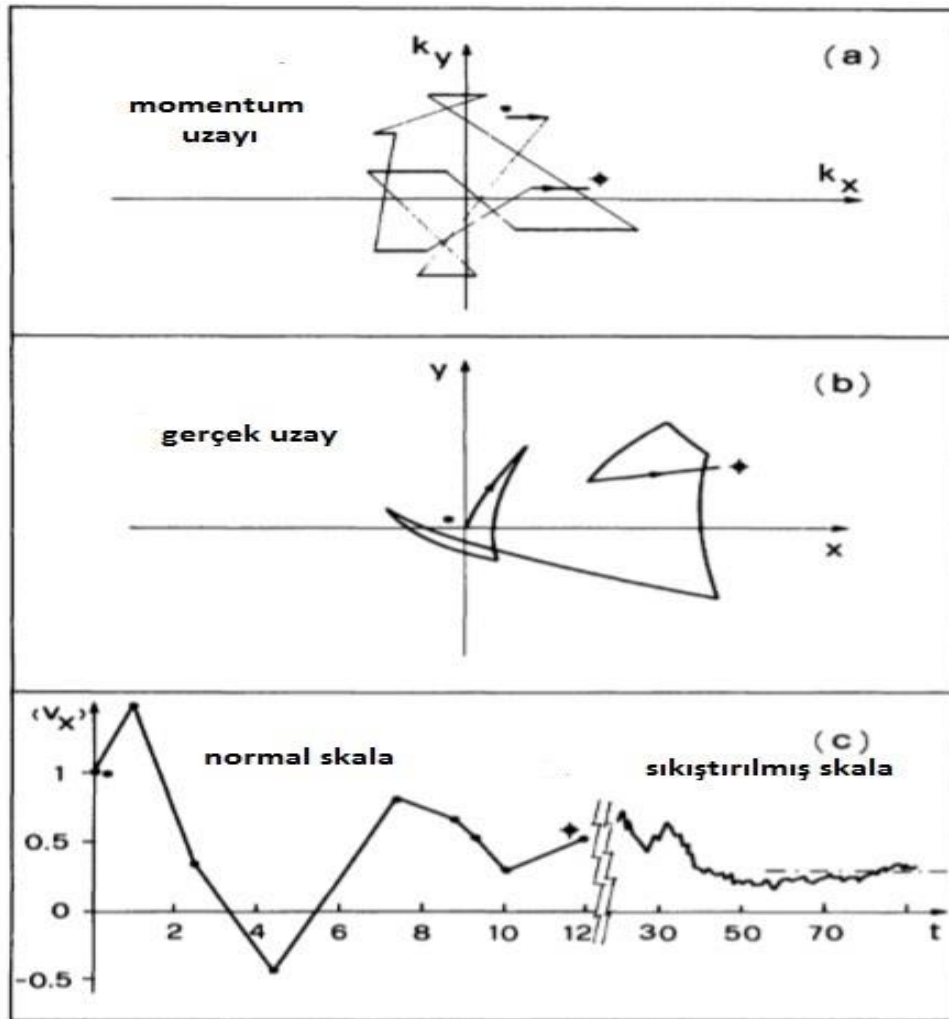 (a)
k_y
momentum
uzayı
k_x
(b)
y
gerçek uzay
x
⟨v_x⟩
(c)
normal skala
sıkıştırılmış skala
1
0.5
0
-0.5
2 4 6 8 10 12 30 50 70 t